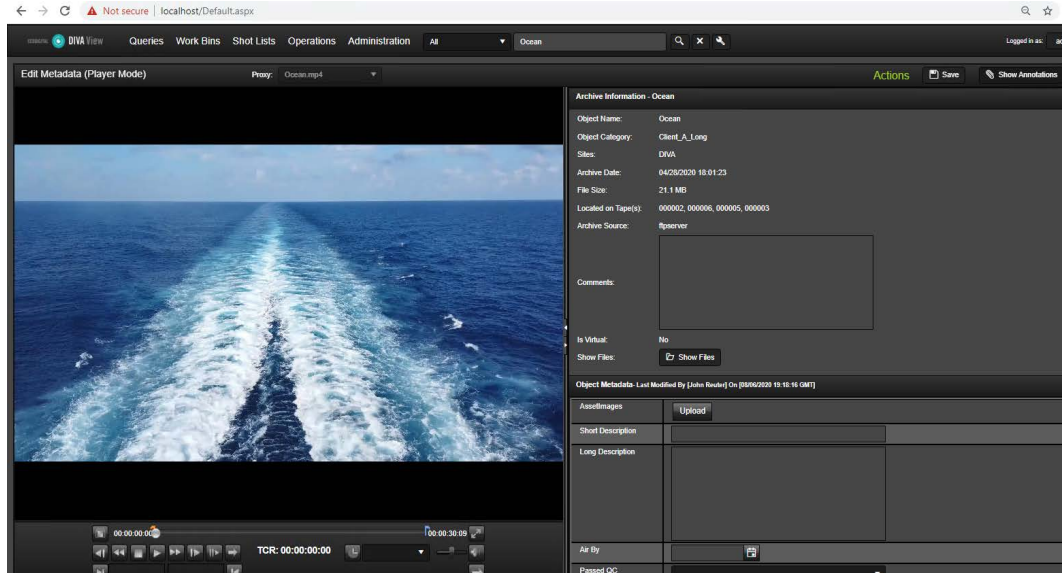 Not secure | localhost/Default.aspx
DIVA View Queries Work Bins Shot Lists Operations Administration All Ocean Logged in as:
Edit Metadata (Player Mode) Proxy: Ocean.mp4 Actions Save Show Annotations
Archive Information - Ocean
Object Name: Ocean
Object Category: Client_A_Long
Sites: DIVA
Archive Date: 04/28/2020 18:01:23
File Size: 21.1 MB
Located on Tape(s): 000002, 000006, 000005, 000003
Archive Source: ftpserver
Comments:
Is Virtual: No
Show Files: Show Files
Object Metadata-Last Modified By [John Reuter] On [08/06/2020 19:18:16 GMT]
AssetImages Upload
Short Description
Long Description
00:00:00:00 00:00:30:09
TCR: 00:00:00:00
Air By
Passed QC